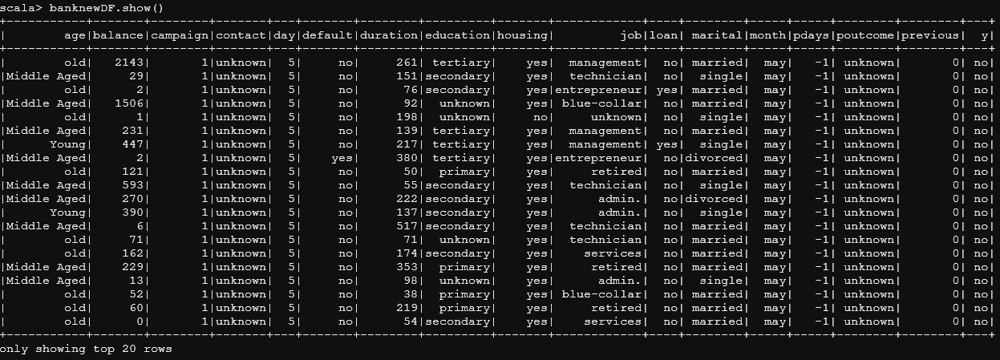 scala> banknewDF.show()
+-----------+-------+--------+-------+---+-------+--------+---------+-------+------------+----+--------+-----+-----+--------+--------+---+
|        age|balance|campaign|contact|day|default|duration|education|housing|         job|loan| marital|month|pdays|poutcome|previous|  y|
+-----------+-------+--------+-------+---+-------+--------+---------+-------+------------+----+--------+-----+-----+--------+--------+---+
|        old|   2143|       1|unknown|  5|     no|     261| tertiary|    yes|  management|  no| married|  may|   -1| unknown|       0| no|
|Middle Aged|     29|       1|unknown|  5|     no|     151|secondary|    yes|  technician|  no|  single|  may|   -1| unknown|       0| no|
|        old|      2|       1|unknown|  5|     no|      76|secondary|    yes|entrepreneur| yes| married|  may|   -1| unknown|       0| no|
|Middle Aged|   1506|       1|unknown|  5|     no|      92|  unknown|    yes| blue-collar|  no| married|  may|   -1| unknown|       0| no|
|        old|      1|       1|unknown|  5|     no|     198|  unknown|     no|     unknown|  no|  single|  may|   -1| unknown|       0| no|
|Middle Aged|    231|       1|unknown|  5|     no|     139| tertiary|    yes|  management|  no| married|  may|   -1| unknown|       0| no|
|      Young|    447|       1|unknown|  5|     no|     217| tertiary|    yes|  management| yes|  single|  may|   -1| unknown|       0| no|
|Middle Aged|      2|       1|unknown|  5|    yes|     380| tertiary|    yes|entrepreneur|  no|divorced|  may|   -1| unknown|       0| no|
|        old|    121|       1|unknown|  5|     no|      50|  primary|    yes|     retired|  no| married|  may|   -1| unknown|       0| no|
|Middle Aged|    593|       1|unknown|  5|     no|      55|secondary|    yes|  technician|  no|  single|  may|   -1| unknown|       0| no|
|Middle Aged|    270|       1|unknown|  5|     no|     222|secondary|    yes|      admin.|  no|divorced|  may|   -1| unknown|       0| no|
|      Young|    390|       1|unknown|  5|     no|     137|secondary|    yes|      admin.|  no|  single|  may|   -1| unknown|       0| no|
|Middle Aged|      6|       1|unknown|  5|     no|     517|secondary|    yes|  technician|  no| married|  may|   -1| unknown|       0| no|
|        old|     71|       1|unknown|  5|     no|      71|  unknown|    yes|  technician|  no| married|  may|   -1| unknown|       0| no|
|        old|    162|       1|unknown|  5|     no|     174|secondary|    yes|    services|  no| married|  may|   -1| unknown|       0| no|
|Middle Aged|    229|       1|unknown|  5|     no|     353|  primary|    yes|     retired|  no| married|  may|   -1| unknown|       0| no|
|Middle Aged|     13|       1|unknown|  5|     no|      98|  unknown|    yes|      admin.|  no|  single|  may|   -1| unknown|       0| no|
|        old|     52|       1|unknown|  5|     no|      38|  primary|    yes| blue-collar|  no| married|  may|   -1| unknown|       0| no|
|        old|     60|       1|unknown|  5|     no|     219|  primary|    yes|     retired|  no| married|  may|   -1| unknown|       0| no|
|        old|      0|       1|unknown|  5|     no|      54|secondary|    yes|    services|  no| married|  may|   -1| unknown|       0| no|
+-----------+-------+--------+-------+---+-------+--------+---------+-------+------------+----+--------+-----+-----+--------+--------+---+
only showing top 20 rows